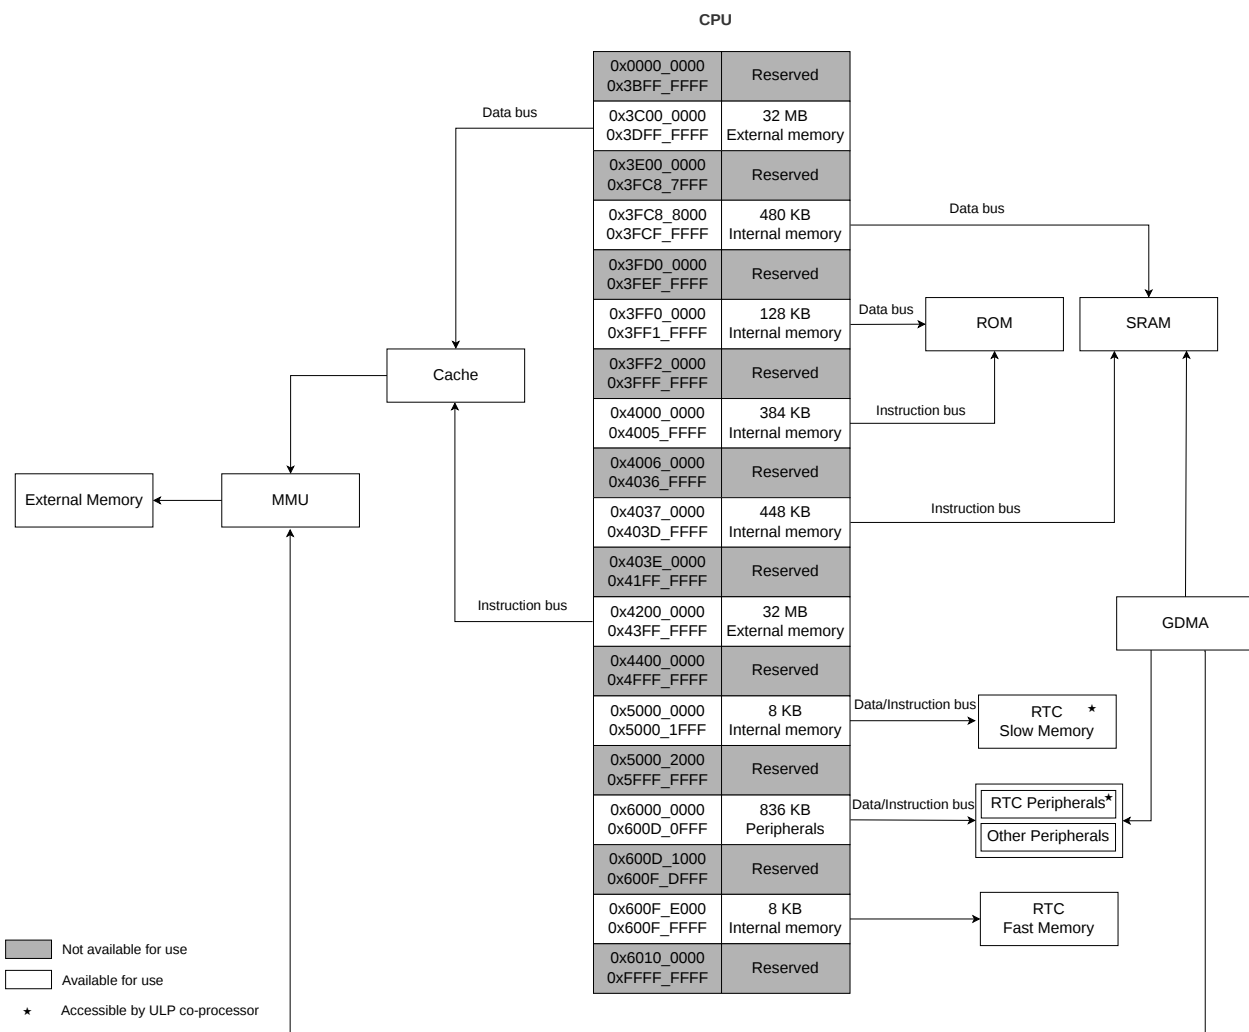 CPU
0x0000_0000
0x3BFF_FFFF
Reserved
Data bus
0x3C00_0000
0x3DFF_FFFF
32 MB
External memory
0x3E00_0000
0x3FC8_7FFF
Reserved
0x3FC8_8000
0x3FCF_FFFF
480 KB
Internal memory
Data bus
0x3FD0_0000
0x3FEF_FFFF
Reserved
0x3FF0_0000
0x3FF1_FFFF
128 KB
Internal memory
Data bus
ROM
SRAM
0x3FF2_0000
0x3FFF_FFFF
Reserved
Cache
0x4000_0000
0x4005_FFFF
384 KB
Internal memory
Instruction bus
0x4006_0000
0x4036_FFFF
Reserved
External Memory
MMU
0x4037_0000
0x403D_FFFF
448 KB
Internal memory
Instruction bus
0x403E_0000
0x41FF_FFFF
Reserved
Instruction bus
0x4200_0000
0x43FF_FFFF
32 MB
External memory
GDMA
0x4400_0000
0x4FFF_FFFF
Reserved
0x5000_0000
0x5000_1FFF
8 KB
Internal memory
Data/Instruction bus
RTC
Slow Memory
0x5000_2000
0x5FFF_FFFF
Reserved
0x6000_0000
0x600D_0FFF
836 KB
Peripherals
Data/Instruction bus
RTC Peripherals
Other Peripherals
0x600D_1000
0x600F_DFFF
Reserved
0x600F_E000
0x600F_FFFF
8 KB
Internal memory
RTC
Fast Memory
0x6010_0000
0xFFFF_FFFF
Reserved
Not available for use
Available for use
Accessible by ULP co-processor